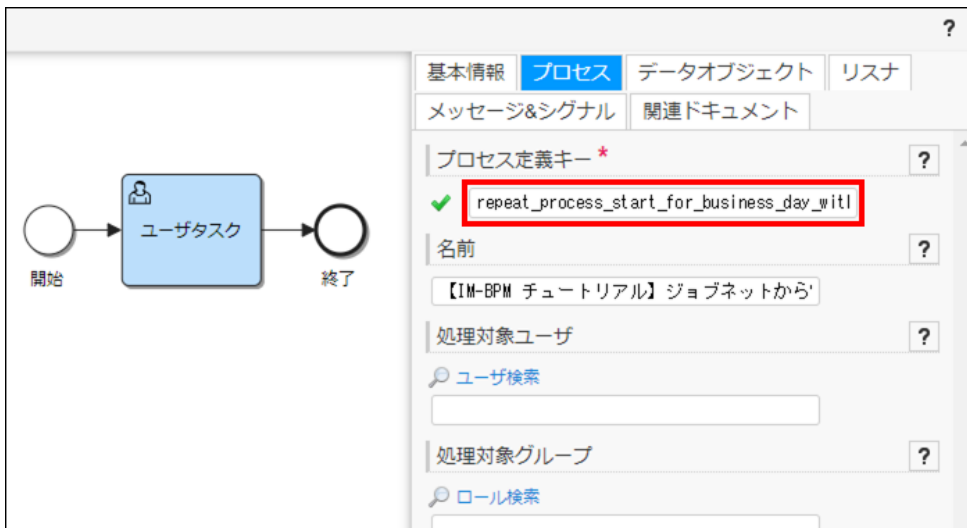 ?
基本情報 プロセス データオブジェクト リスナ
メッセージ&シグナル 関連ドキュメント
プロセス定義キー * ?
repeat_process_start_for_business_day_witl
名前 ?
【IM-BPM チュートリアル】ジョブネットから
処理対象ユーザ ?
ユーザ検索
処理対象グループ ?
ロール検索
ユーザタスク
開始
終了